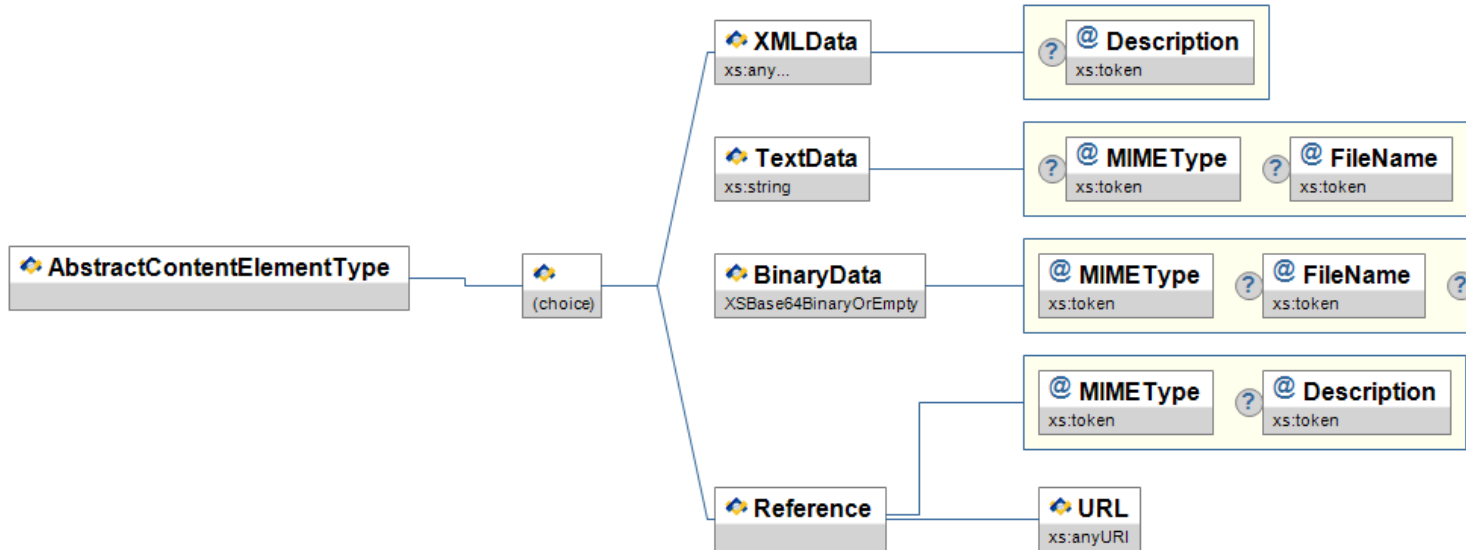 XMLData
xs:any...
? @ Description
xs:token
TextData
xs:string
? @ MIMEType
xs:token
? @ FileName
xs:token
AbstractContentElementType
(choice)
BinaryData
XSBase64BinaryOrEmpty
@ MIMEType
xs:token
? @ FileName
xs:token
?
@ MIMEType
xs:token
? @ Description
xs:token
Reference
URL
xs:anyURI